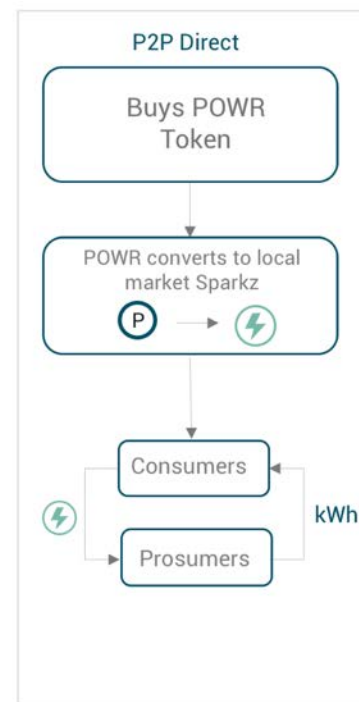 P2P Direct
Buys POWR
Token
POWR converts to local
market Sparkz
P
Consumers
kWh
Prosumers